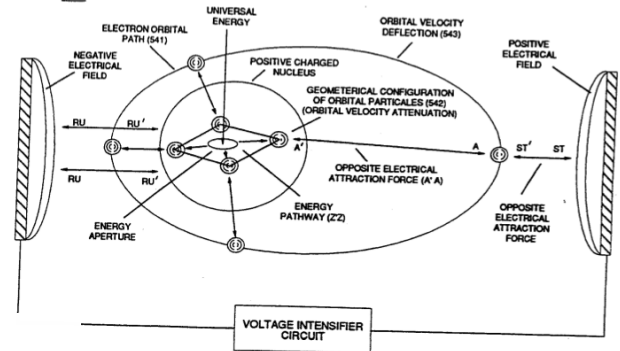 UNIVERSAL
ENERGY
ELECTRON ORBITAL
PATH (541)
ORBITAL VELOCITY
DEFLECTION (543)
NEGATIVE
ELECTRICAL
FIELD
POSITIVE CHARGED
NUCLEUS
POSITIVE
ELECTRICAL
FIELD
GEOMETERICAL CONFIGURATION
OF ORBITAL PARTICALES (542)
(ORBITAL VELOCITY ATTENUATION)
RU
RU'
A'
A
ST'
ST
RU
RU'
OPPOSITE ELECTRICAL
ATTRACTION FORCE (A' A)
ENERGY
APERTURE
ENERGY
PATHWAY (Z'Z)
OPPOSITE
ELECTRICAL
ATTRACTION
FORCE
VOLTAGE INTENSIFIER
CIRCUIT